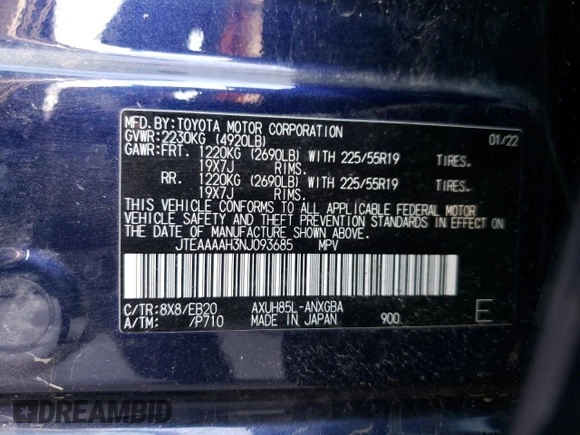 MFD. BY: TOYOTA MOTOR CORPORATION 01/22
GVWR: 2230KG (4920LB)
GAWR: FRT. 1220KG (2690LB) WITH 225/55R19 TIRES.
19X7J RIMS.
RR. 1220KG (2690LB) WITH 225/55R19 TIRES.
19X7J RIMS.
THIS VEHICLE CONFORMS TO ALL APPLICABLE FEDERAL MOTOR
VEHICLE SAFETY AND THEFT PREVENTION STANDARDS IN EFFECT ON
THE DATE OF MANUFACTURE SHOWN ABOVE.
JTEAAAAH3NJ093685 MPV
C/TR: 8X8/EB20 AXUH85L-ANXGBA
A/TM: /P710 MADE IN JAPAN 900 E
DREAMBID